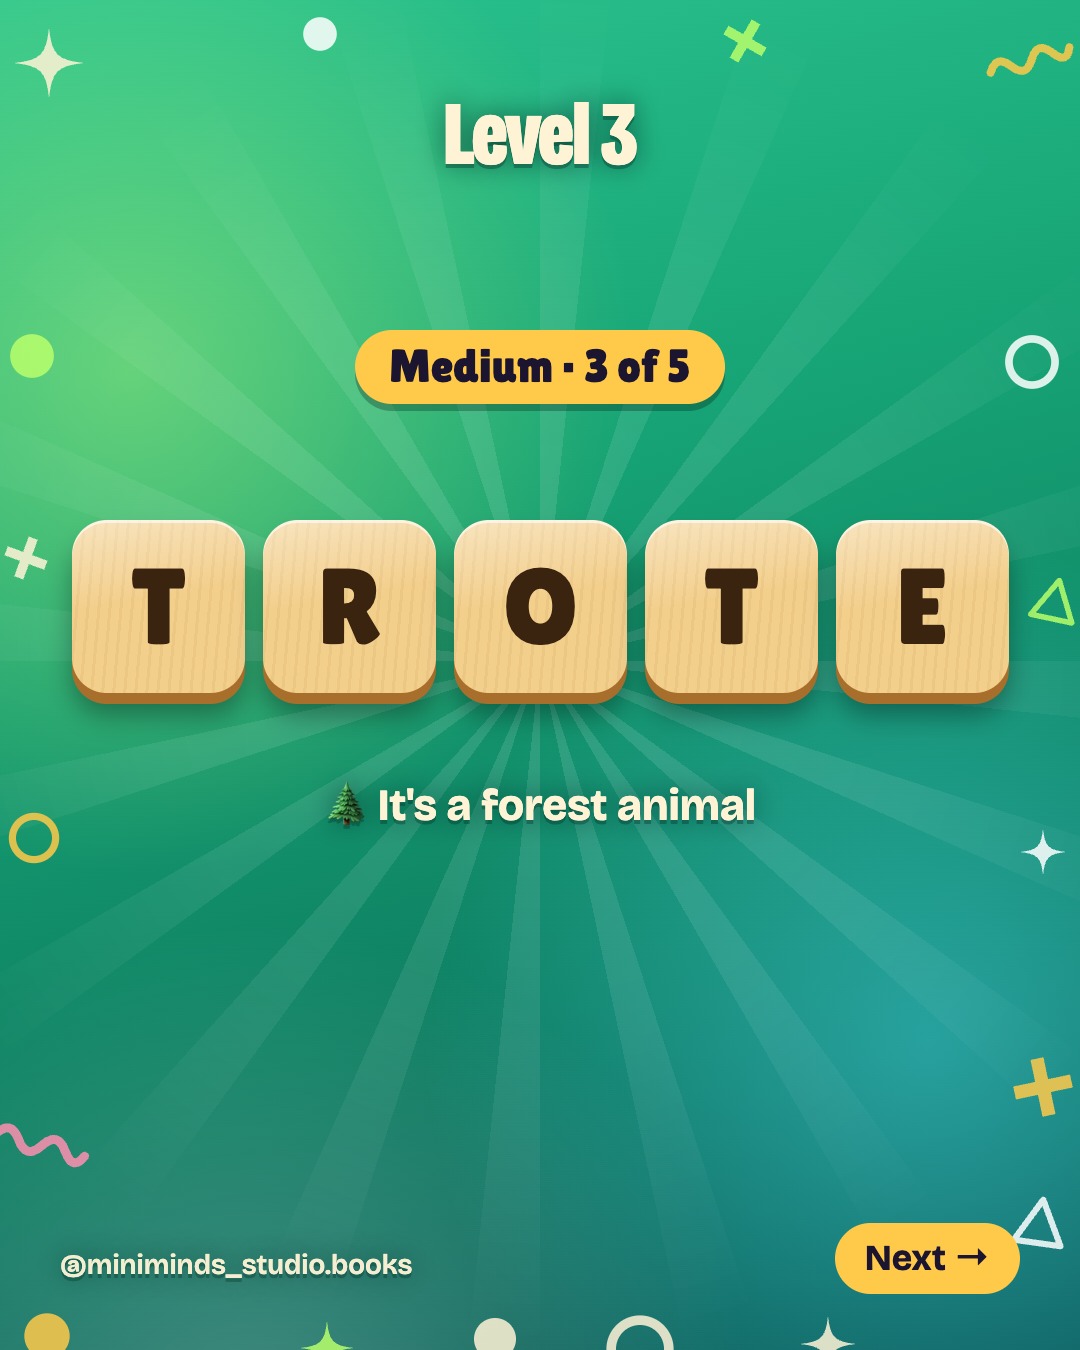 Level 3
Medium · 3 of 5
T R O T E
🌲 It's a forest animal
@miniminds_studio.books
Next →